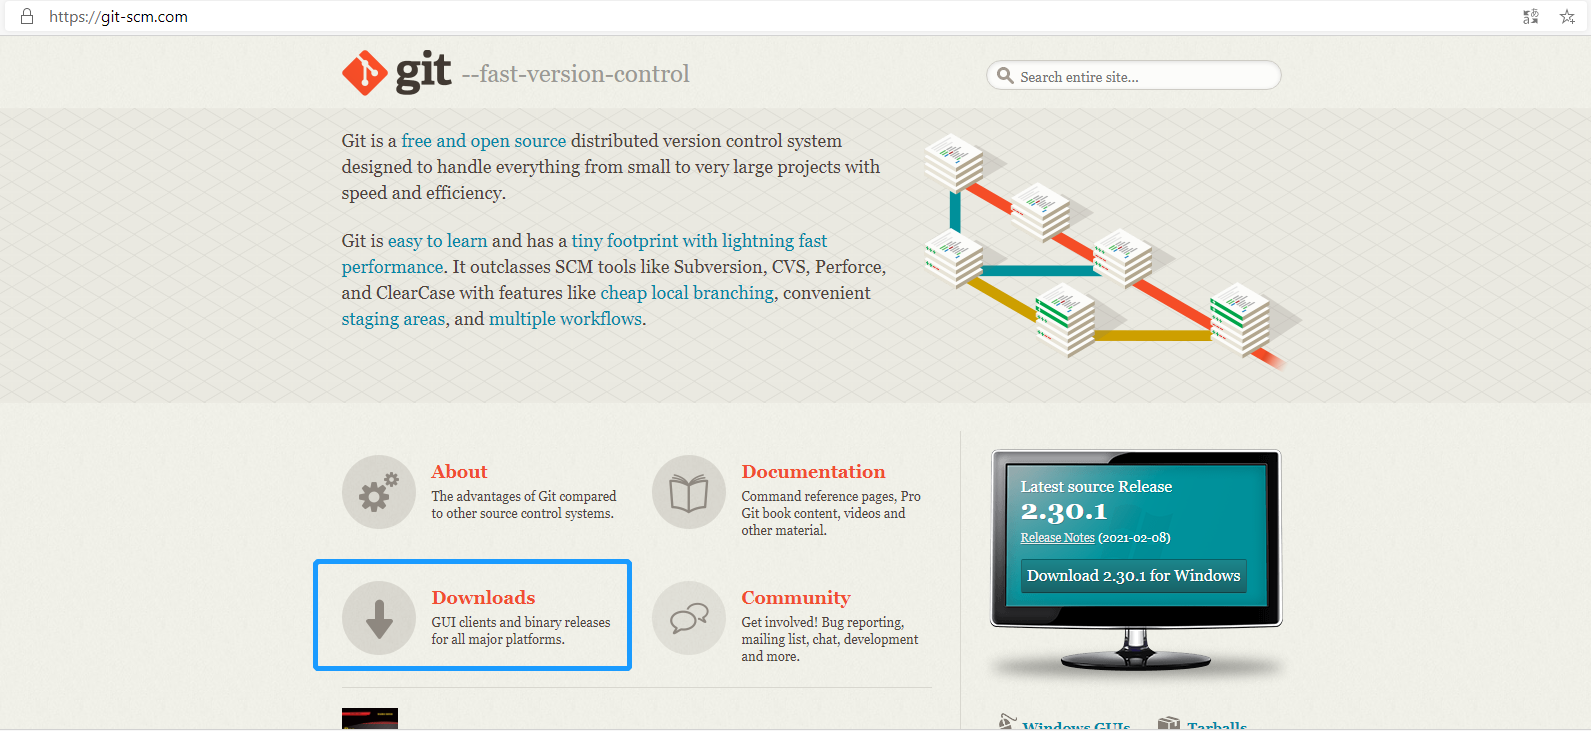 https://git-scm.com
git --fast-version-control
Search entire site...
Git is a free and open source distributed version control system
designed to handle everything from small to very large projects with
speed and efficiency.
Git is easy to learn and has a tiny footprint with lightning fast
performance. It outclasses SCM tools like Subversion, CVS, Perforce,
and ClearCase with features like cheap local branching, convenient
staging areas, and multiple workflows.
About
The advantages of Git compared
to other source control systems.
Documentation
Command reference pages, Pro
Git book content, videos and
other material.
Downloads
GUI clients and binary releases
for all major platforms.
Community
Get involved! Bug reporting,
mailing list, chat, development
and more.
Latest source Release
2.30.1
Release Notes (2021-02-08)
Download 2.30.1 for Windows
Windows GUIs
Tarballs